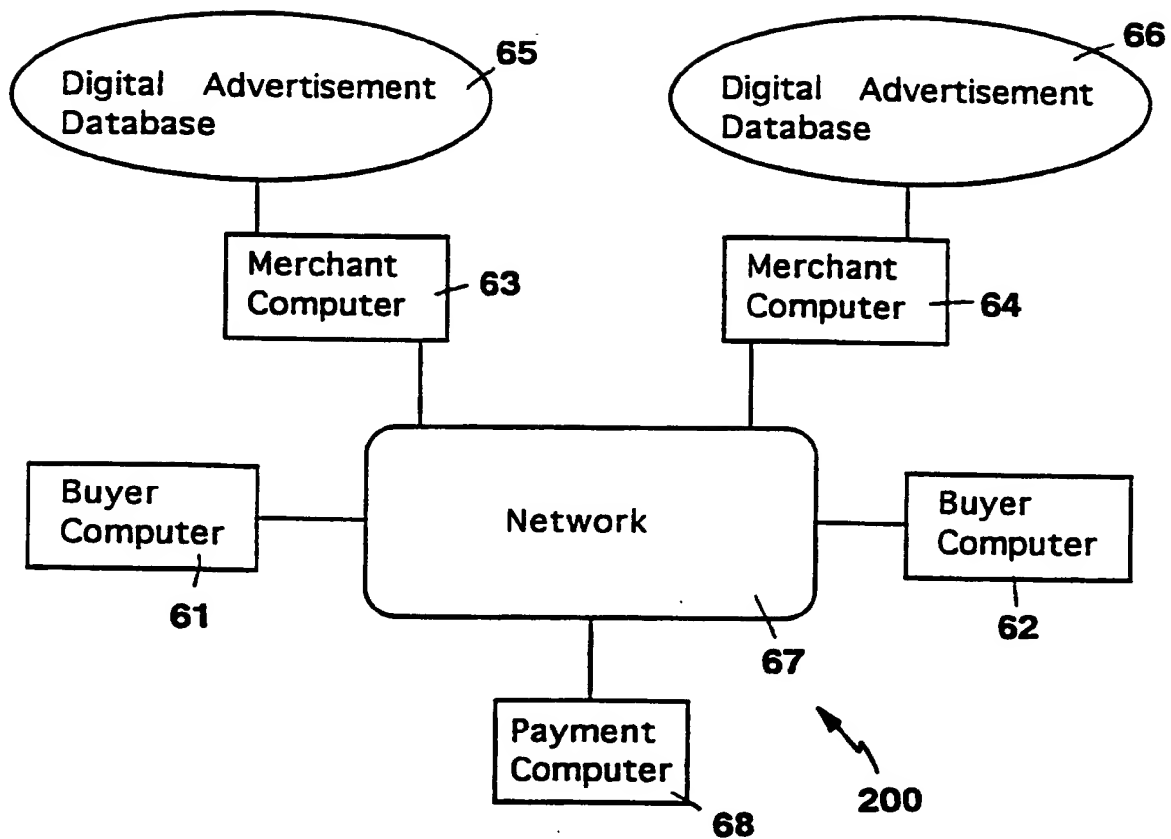 65
Digital Advertisement
Database
66
Digital Advertisement
Database
Merchant
Computer
63
Merchant
Computer
64
Buyer
Computer
61
Network
67
Buyer
Computer
62
Payment
Computer
68
200